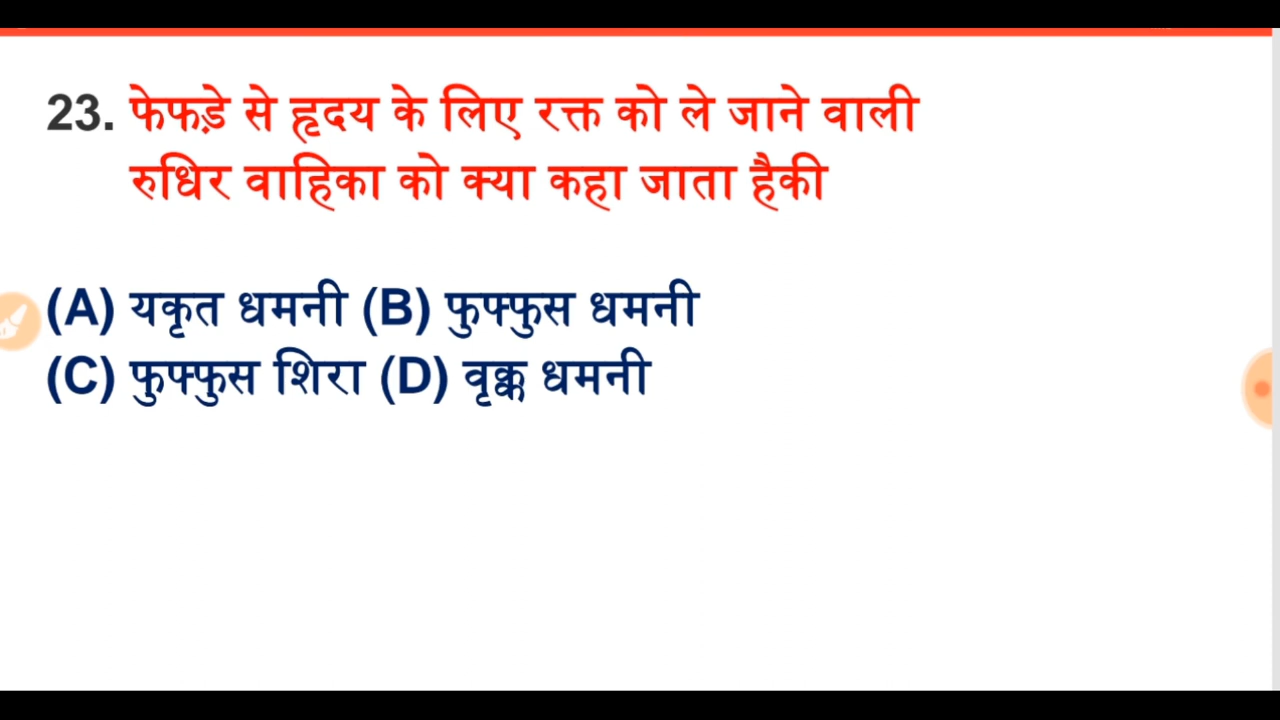 23. फेफड़े से हृदय के लिए रक्त को ले जाने वाली
रुधिर वाहिका को क्या कहा जाता हैकी
(A) यकृत धमनी (B) फुफ्फुस धमनी
(C) फुफ्फुस शिरा (D) वृक्क धमनी